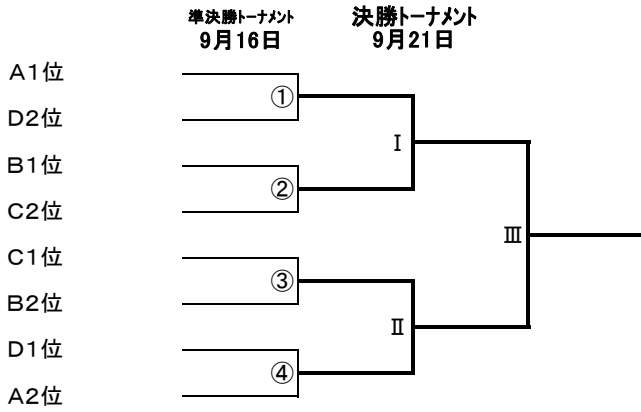 準決勝トーナメント 決勝トーナメント
9月16日 9月21日
A1位
①
D2位
Ⅰ
B1位
②
C2位
Ⅲ
C1位
③
B2位
Ⅱ
D1位
④
A2位